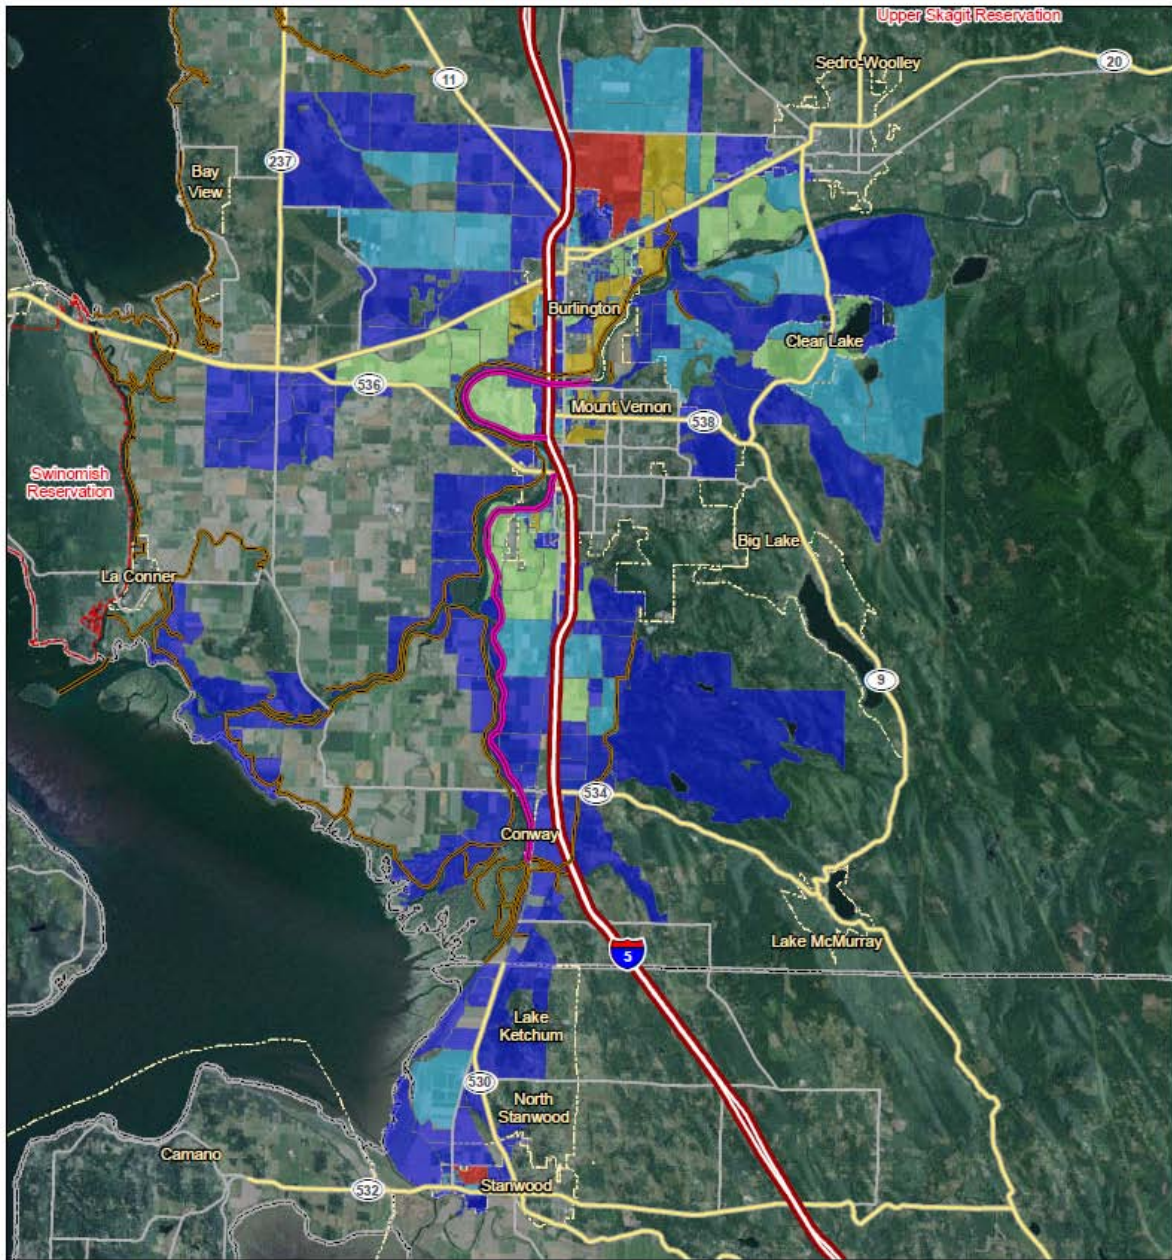 Upper Skagit Reservation
Sedro-Woolley
20
11
237
Bay
View
Burlington
Clear Lake
536
Mount Vernon
538
Swinomish
Reservation
Big Lake
La Conner
9
534
Conway
Lake McMurray
5
Lake
Ketchum
530
North
Stanwood
Camano
532
Stanwood